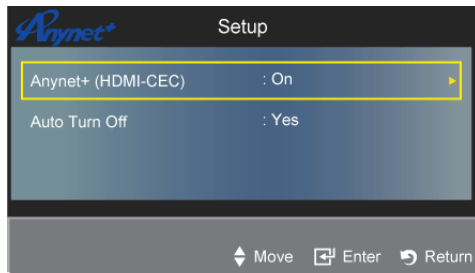 Anynet+ Setup
Anynet+ (HDMI-CEC) : On
Auto Turn Off : Yes
Move Enter Return